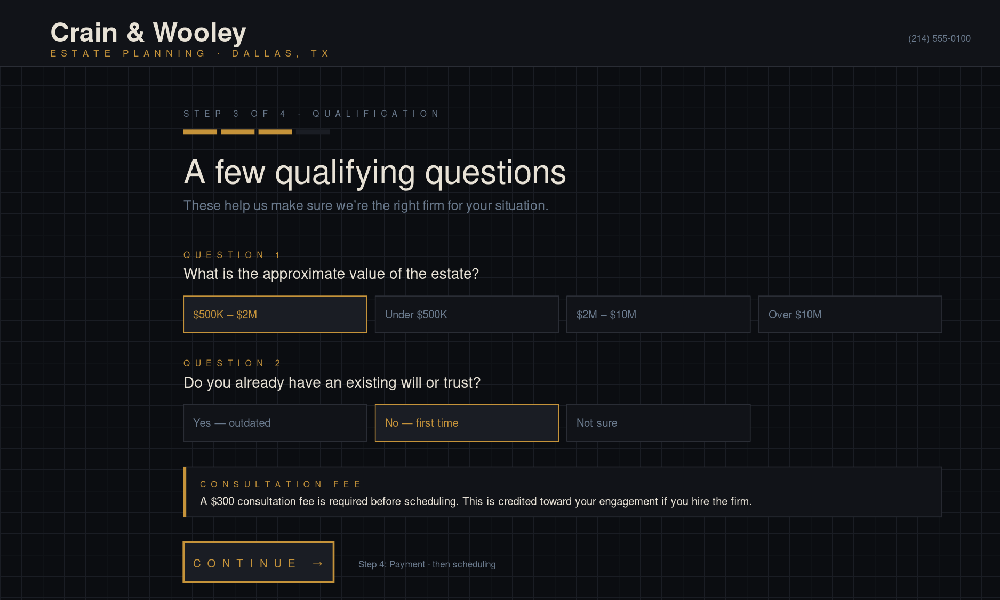 Crain & Wooley
ESTATE PLANNING · DALLAS, TX
(214) 555-0100
STEP 3 OF 4 · QUALIFICATION
A few qualifying questions
These help us make sure we’re the right firm for your situation.
QUESTION 1
What is the approximate value of the estate?
$500K – $2M
Under $500K
$2M – $10M
Over $10M
QUESTION 2
Do you already have an existing will or trust?
Yes — outdated
No — first time
Not sure
CONSULTATION FEE
A $300 consultation fee is required before scheduling. This is credited toward your engagement if you hire the firm.
CONTINUE →
Step 4: Payment · then scheduling